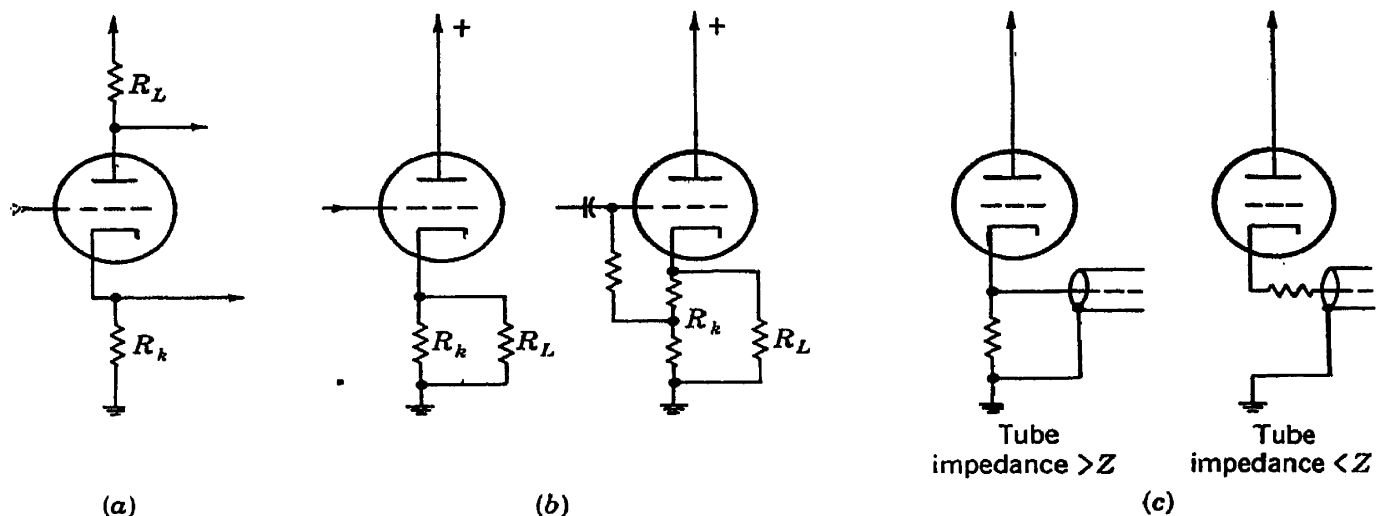 R_L
R_k
+
R_k
R_L
+
R_k
R_L
Tube
impedance >Z
Tube
impedance <Z
(a)
(b)
(c)